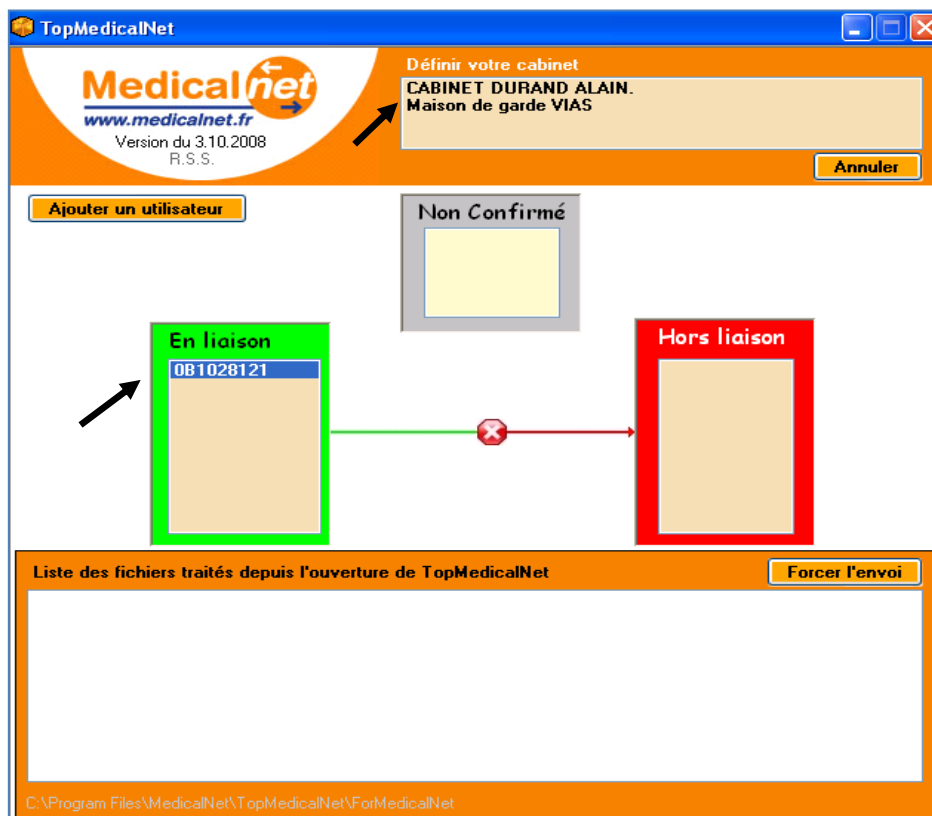 TopMedicalNet
Medical net
www.medicalnet.fr
Version du 3.10.2008
R.S.S.
Définir votre cabinet
CABINET DURAND ALAIN.
Maison de garde VIAS
Annuler
Ajouter un utilisateur
Non Confirmé
En liaison
0B1028121
Hors liaison
Liste des fichiers traités depuis l'ouverture de TopMedicalNet
Forcer l'envoi
C:\Program Files\MedicalNet\TopMedicalNet\ForMedicalNet